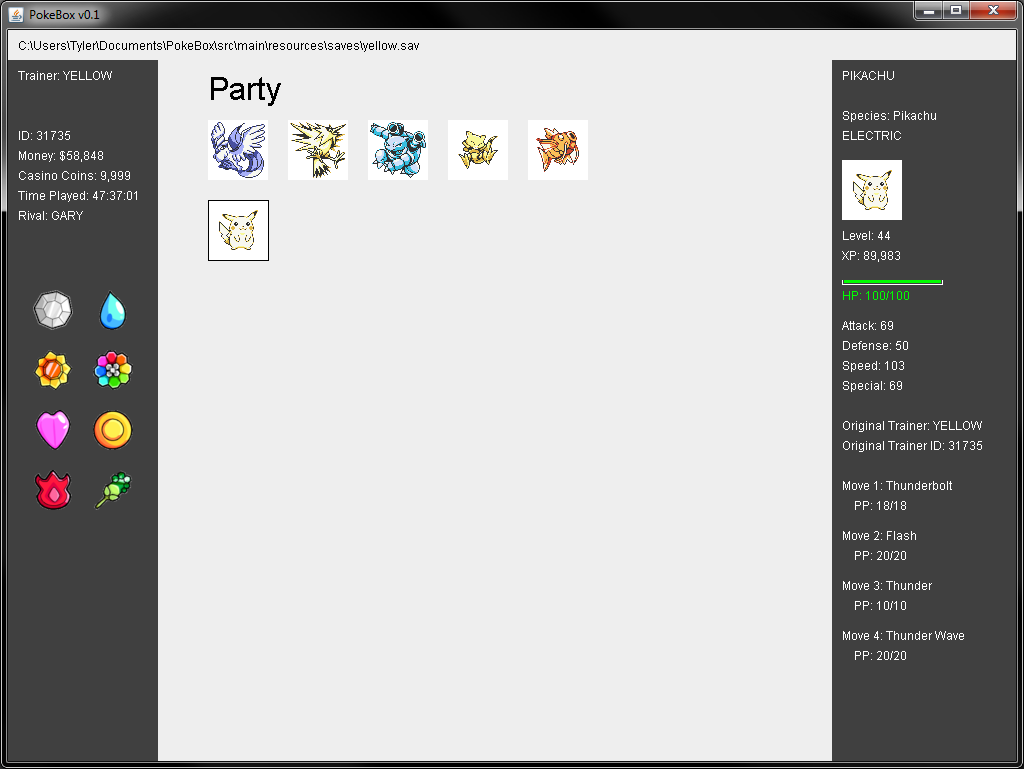 PokeBox v0.1
C:\Users\Tyler\Documents\PokeBox\src\main\resources\saves\yellow.sav
Trainer: YELLOW
ID: 31735
Money: $58,848
Casino Coins: 9,999
Time Played: 47:37:01
Rival: GARY
Party
PIKACHU
Species: Pikachu
ELECTRIC
Level: 44
XP: 89,983
HP: 100/100
Attack: 69
Defense: 50
Speed: 103
Special: 69
Original Trainer: YELLOW
Original Trainer ID: 31735
Move 1: Thunderbolt
PP: 18/18
Move 2: Flash
PP: 20/20
Move 3: Thunder
PP: 10/10
Move 4: Thunder Wave
PP: 20/20